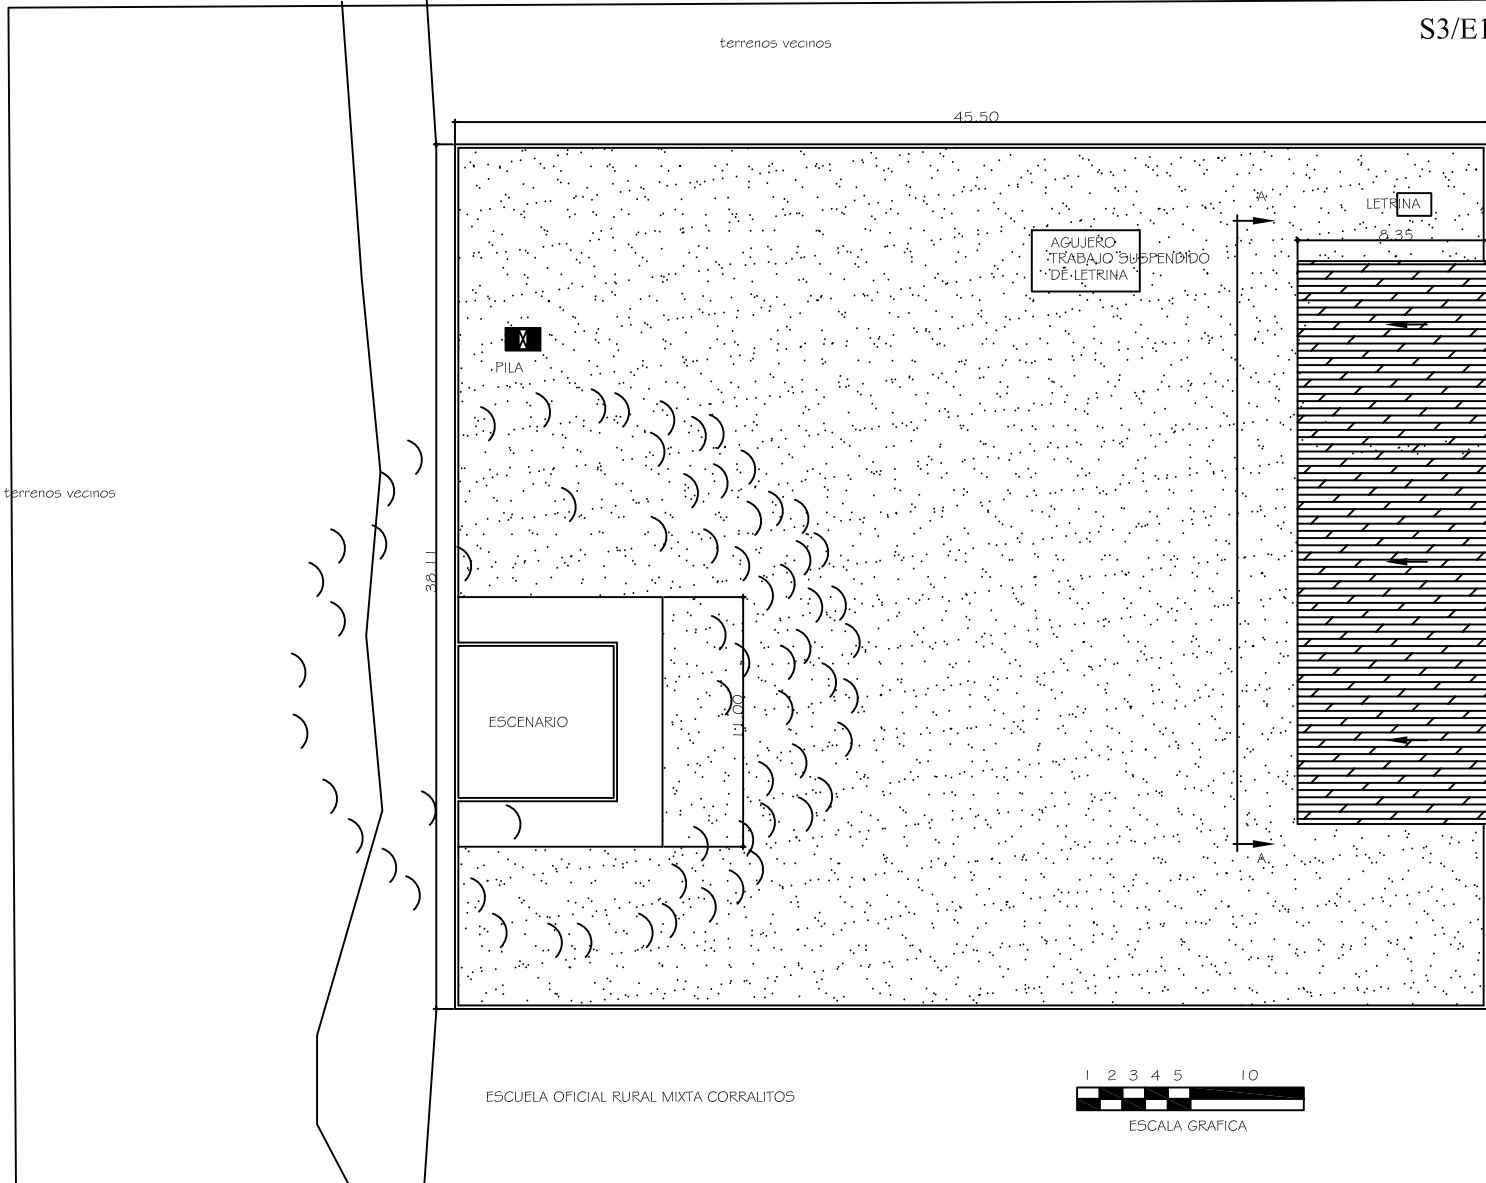 S3/E1
terrenos vecinos
45.50
A
LETRINA
8.35
AGUJERO
TRABAJO SUSPENDIDO
DE LETRINA
PILA
terrenos vecinos
38.11
11.00
ESCENARIO
A
1 2 3 4 5 10
ESCUELA OFICIAL RURAL MIXTA CORRALITOS
ESCALA GRAFICA